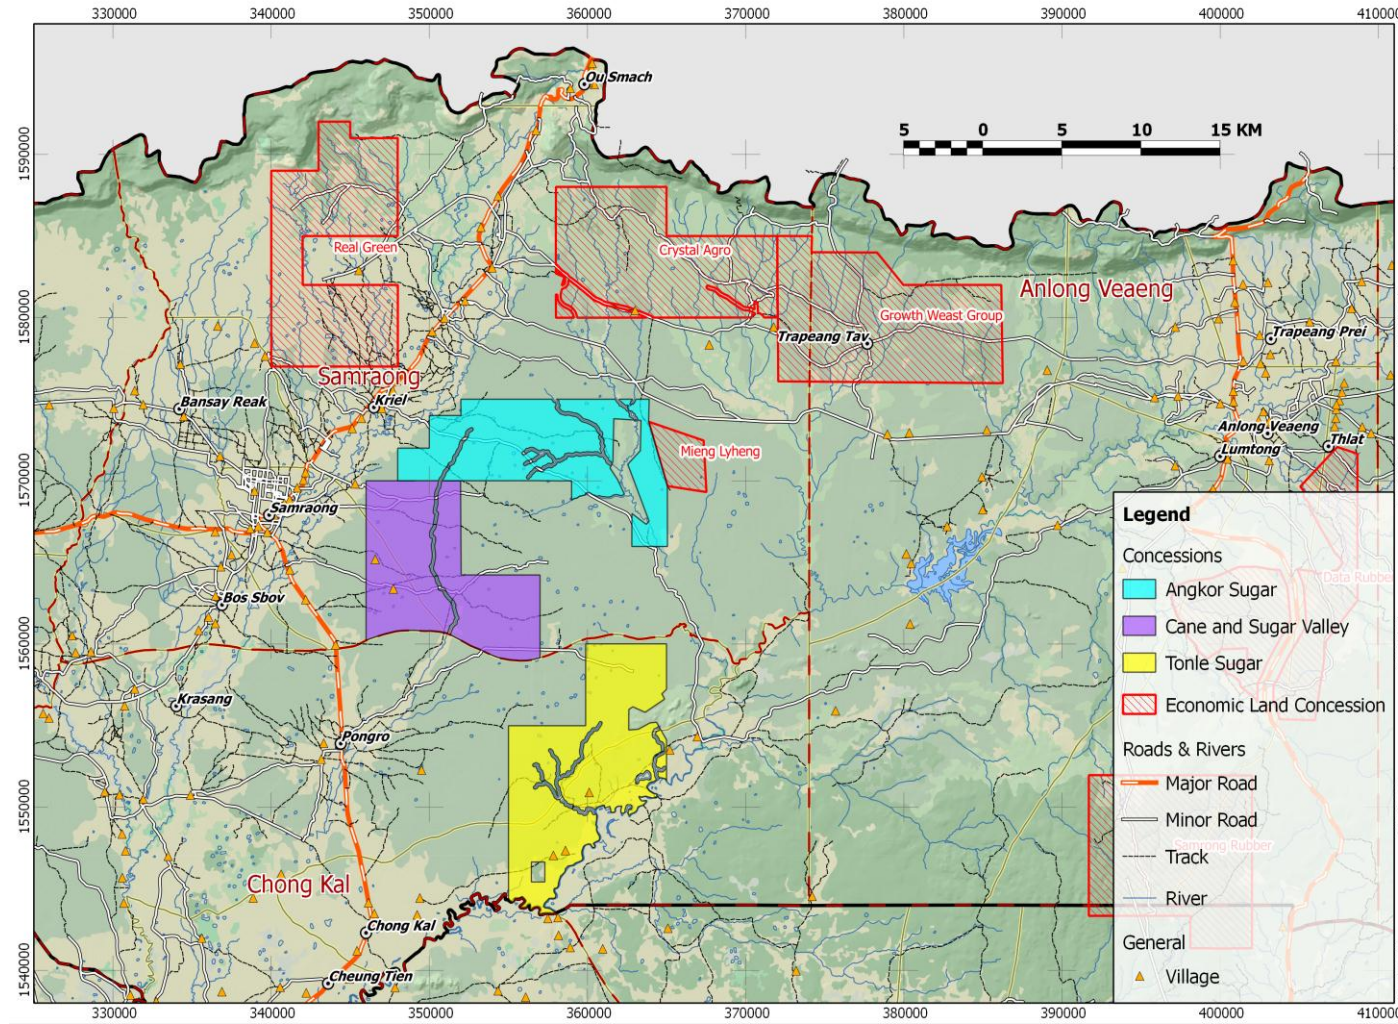 330000 340000 350000 360000 370000 380000 390000 400000 410000
Ou Smach
5 0 5 10 15 KM
1590000
Real Green
Crystal Agro
Anlong Veaeng
1580000
Growth Weast Group
Trapeang Tav
Trapeang Prei
Samraong
Bansay Reak
Kriel
Anlong Veaeng
Thlat
Mieng Lyheng
Lumtong
1570000
Samraong
Legend
Concessions
Angkor Sugar
Data Rubber
Bos Sbov
Cane and Sugar Valley
1560000
Tonle Sugar
Krasang
Economic Land Concession
Pongro
Roads & Rivers
Major Road
1550000
Minor Road
Samrong Rubber
Track
Chong Kal
River
Chong Kal
General
Cheung Tien
Village
1540000
330000 340000 350000 360000 370000 380000 390000 400000 410000